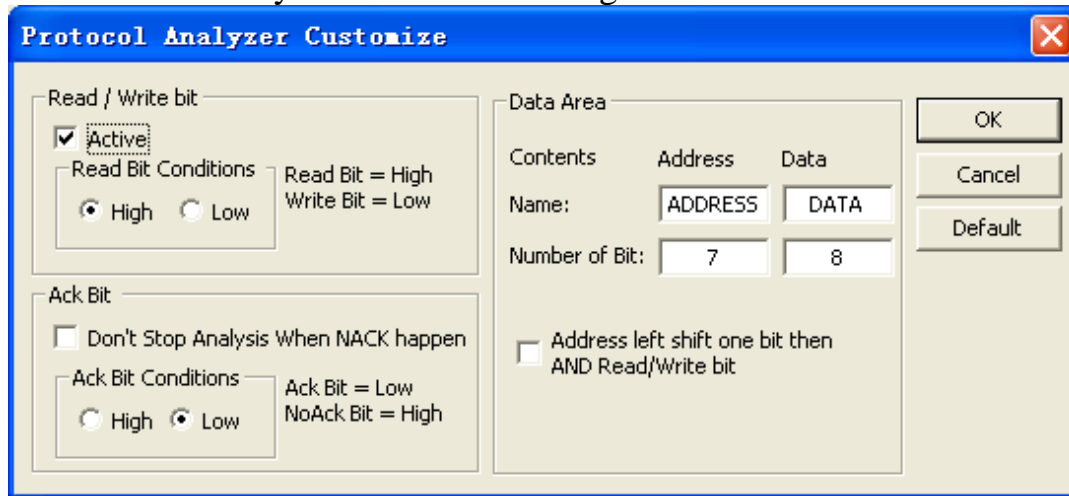 Protocol Analyzer Customize
Read / Write bit
Active
Read Bit Conditions
High Low
Read Bit = High
Write Bit = Low
Ack Bit
Don't Stop Analysis When NACK happen
Ack Bit Conditions
High Low
Ack Bit = Low
NoAck Bit = High
Data Area
Contents Address Data
Name: ADDRESS DATA
Number of Bit: 7 8
Address left shift one bit then
AND Read/Write bit
OK
Cancel
Default